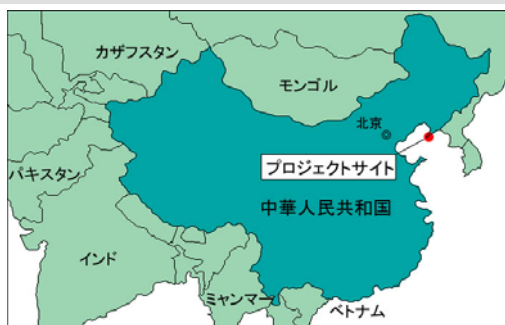 カザフスタン
モンゴル
北京
パキスタン
プロジェクトサイト
中華人民共和国
インド
ミャンマー
ベトナム